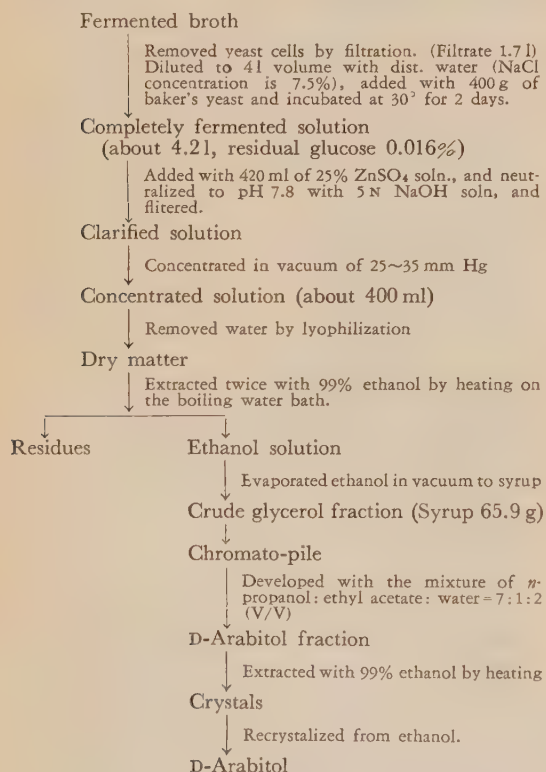 Fermented broth
Removed yeast cells by filtration. (Filtrate 1.7 l)
Diluted to 4 l volume with dist. water (NaCl
concentration is 7.5%), added with 400 g of
baker's yeast and incubated at 30° for 2 days.
Completely fermented solution
(about 4.2 l, residual glucose 0.016%)
Added with 420 ml of 25% ZnSO₄ soln., and neut-
ralized to pH 7.8 with 5 N NaOH soln, and
flitered.
Clarified solution
Concentrated in vacuum of 25~35 mm Hg
Concentrated solution (about 400 ml)
Removed water by lyophilization
Dry matter
Extracted twice with 99% ethanol by heating on
the boiling water bath.
Residues Ethanol solution
Evaporated ethanol in vacuum to syrup
Crude glycerol fraction (Syrup 65.9 g)
Chromato-pile
Developed with the mixture of n-
propanol: ethyl acetate: water=7:1:2
(V/V)
D-Arabitol fraction
Extracted with 99% ethanol by heating
Crystals
Recrystalized from ethanol.
D-Arabitol